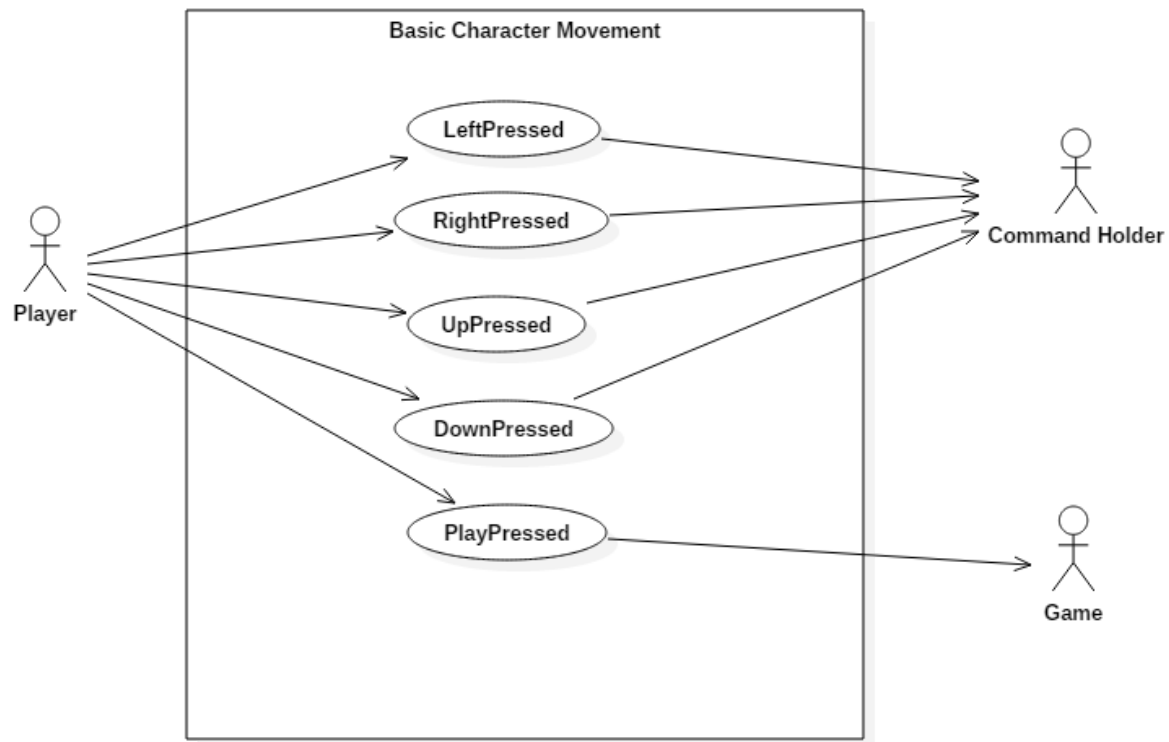 Basic Character Movement
LeftPressed
RightPressed
Command Holder
Player
UpPressed
DownPressed
PlayPressed
Game